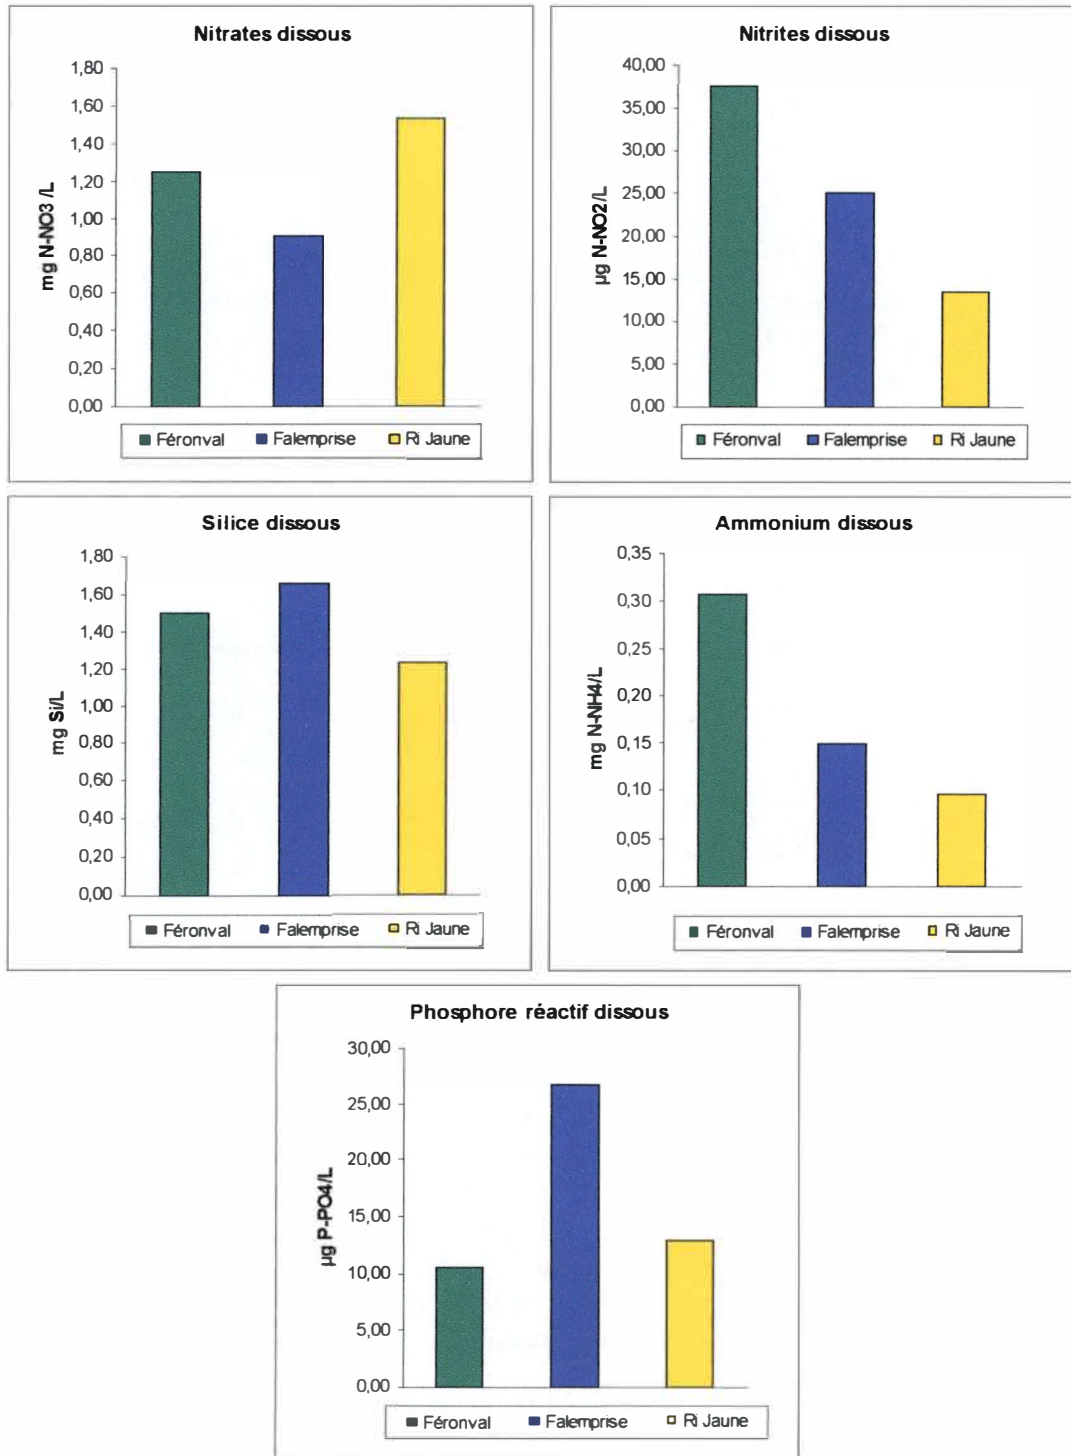 Nitrates dissous
1,80
1,60
1,40
1,20
1,00
0,80
0,60
0,40
0,20
0,00
mg N-NO3 /L
Féronval Falemprise Ri Jaune
Nitrites dissous
40,00
35,00
30,00
25,00
20,00
15,00
10,00
5,00
0,00
µg N-NO2/L
Féronval Falemprise Ri Jaune
Silice dissous
1,80
1,60
1,40
1,20
1,00
0,80
0,60
0,40
0,20
0,00
mg Si/L
Féronval Falemprise Ri Jaune
Ammonium dissous
0,35
0,30
0,25
0,20
0,15
0,10
0,05
0,00
mg N-NH4/L
Féronval Falemprise Ri Jaune
Phosphore réactif dissous
30,00
25,00
20,00
15,00
10,00
5,00
0,00
µg P-PO4/L
Féronval Falemprise Ri Jaune